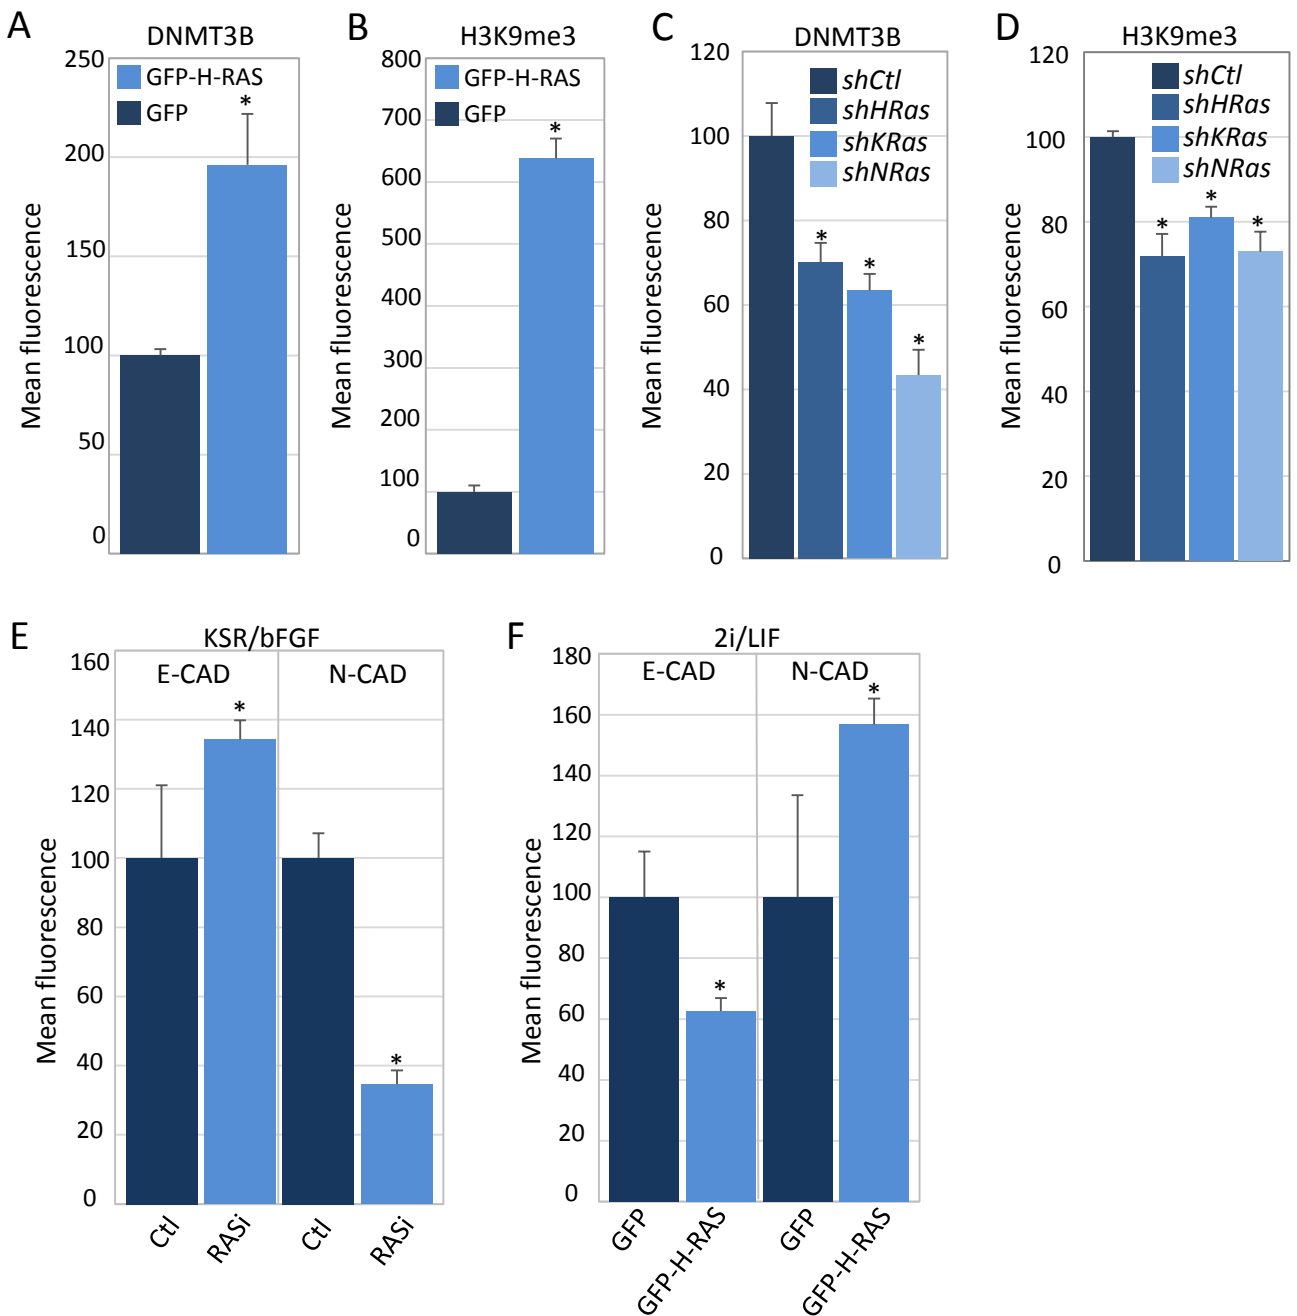 A
DNMT3B
250
200
150
100
50
0
Mean fluorescence
GFP-H-RAS
GFP
*
B
H3K9me3
800
700
600
500
400
300
200
100
0
Mean fluorescence
GFP-H-RAS
GFP
*
C
DNMT3B
120
100
80
60
40
20
0
Mean fluorescence
shCtl
shHRas
shKRas
shNRas
*
*
*
D
H3K9me3
120
100
80
60
40
20
0
Mean fluorescence
shCtl
shHRas
shKRas
shNRas
*
*
*
E
KSR/bFGF
160
140
120
100
80
60
40
20
0
Mean fluorescence
E-CAD
N-CAD
*
*
Ctl
RASi
Ctl
RASi
F
2i/LIF
180
160
140
120
100
80
60
40
20
0
Mean fluorescence
E-CAD
N-CAD
*
*
GFP
GFP-H-RAS
GFP
GFP-H-RAS